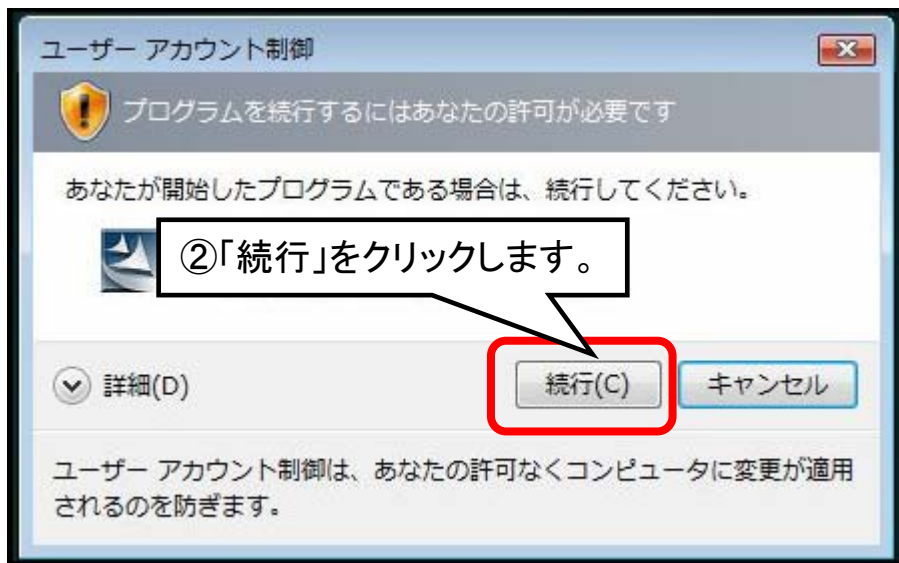 ユーザー アカウント制御
プログラムを続行するにはあなたの許可が必要です
あなたが開始したプログラムである場合は、続行してください。
②「続行」をクリックします。
詳細(D)
続行(C)
キャンセル
ユーザー アカウント制御は、あなたの許可なくコンピュータに変更が適用
されるのを防ぎます。